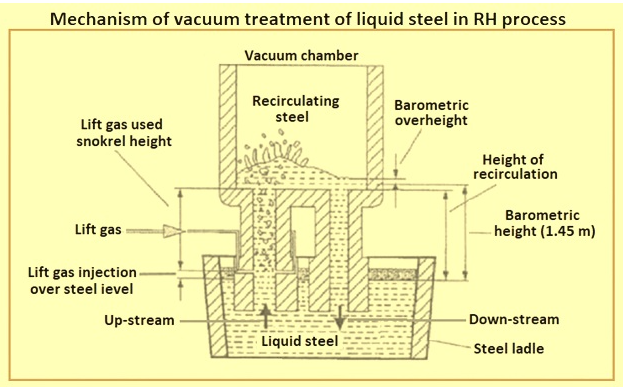 Mechanism of vacuum treatment of liquid steel in RH process
Vacuum chamber
Recirculating
steel
Barometric
overheight
Lift gas used
snokrel height
Height of
recirculation
Lift gas
Barometric
height (1.45 m)
Lift gas injection
over steel ievel
Up-stream
Down-stream
Liquid steel
Steel ladle